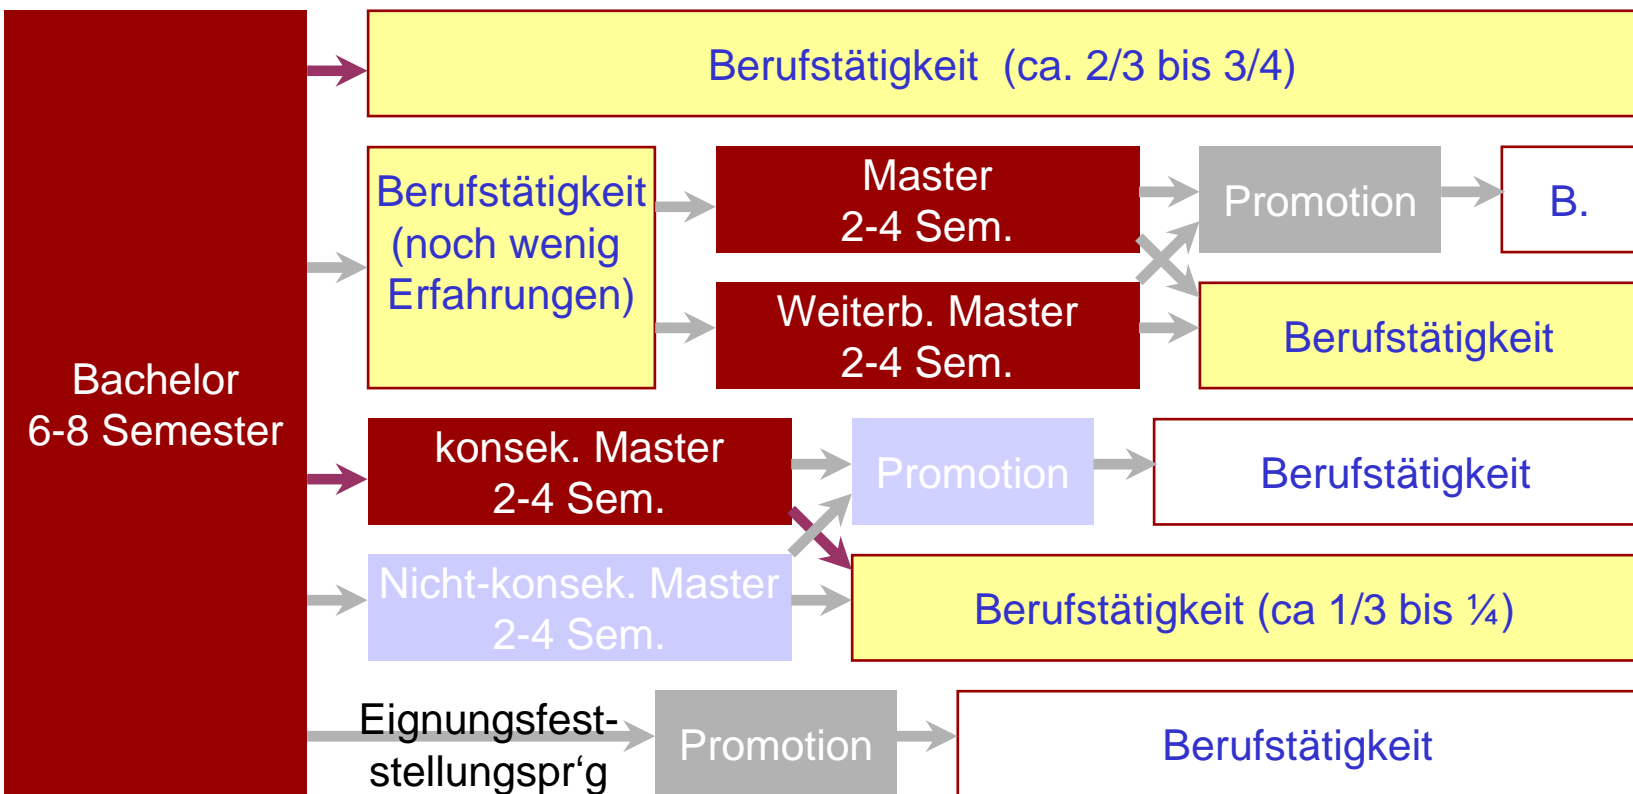 Berufstätigkeit (ca. 2/3 bis 3/4)
Berufstätigkeit
(noch wenig
Erfahrungen)
Master
2-4 Sem.
Promotion
B.
Weiterb. Master
2-4 Sem.
Berufstätigkeit
Bachelor
6-8 Semester
konsek. Master
2-4 Sem.
Promotion
Berufstätigkeit
Nicht-konsek. Master
2-4 Sem.
Berufstätigkeit (ca 1/3 bis ¼)
Eignungsfest-
stellungspr‘g
Promotion
Berufstätigkeit